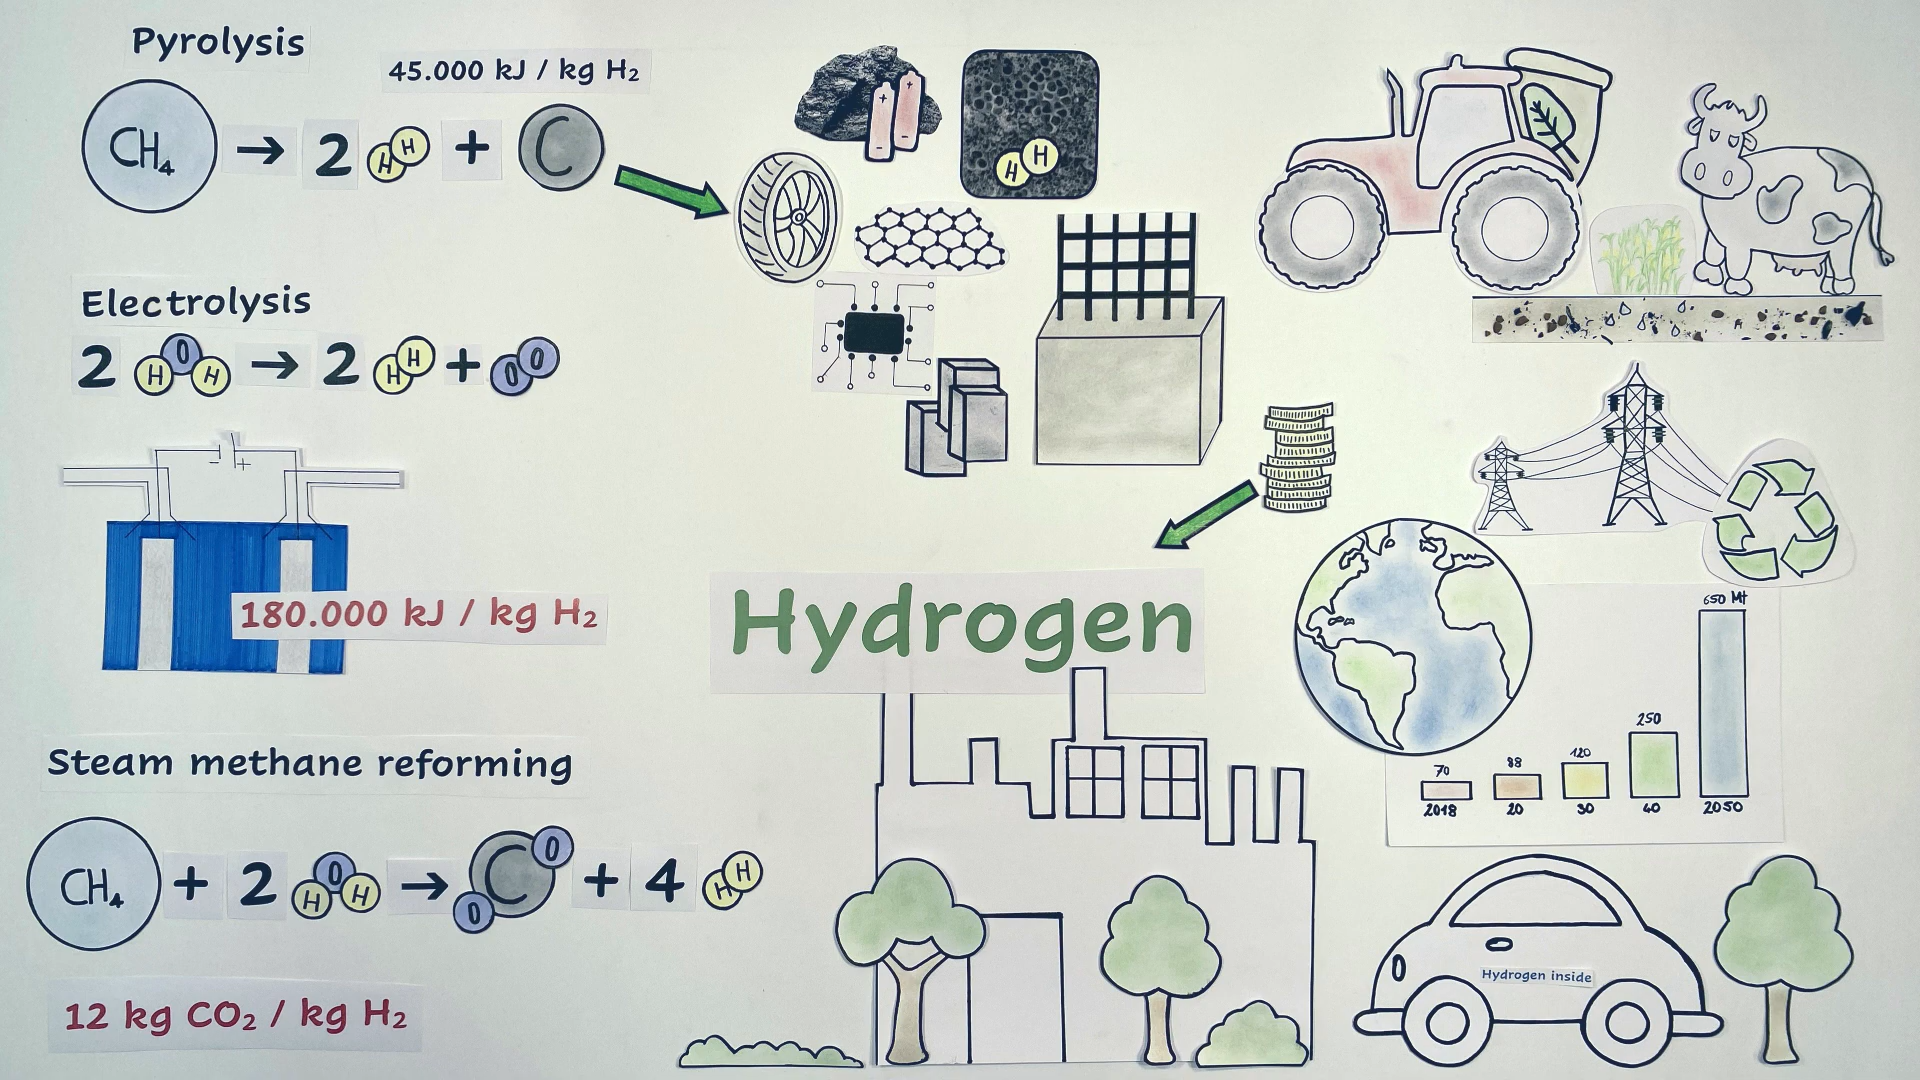 Pyrolysis
45.000 kJ / kg H₂
CH₄ → 2 H H + C
Electrolysis
2 H O H → 2 H H + O O
- +
180.000 kJ / kg H₂
Steam methane reforming
CH₄ + 2 H O H → O C O + 4 H H
12 kg CO₂ / kg H₂
+ +
- -
H H
Hydrogen
650 Mt
250
120
88
70
2018 20 30 40 2050
Hydrogen inside